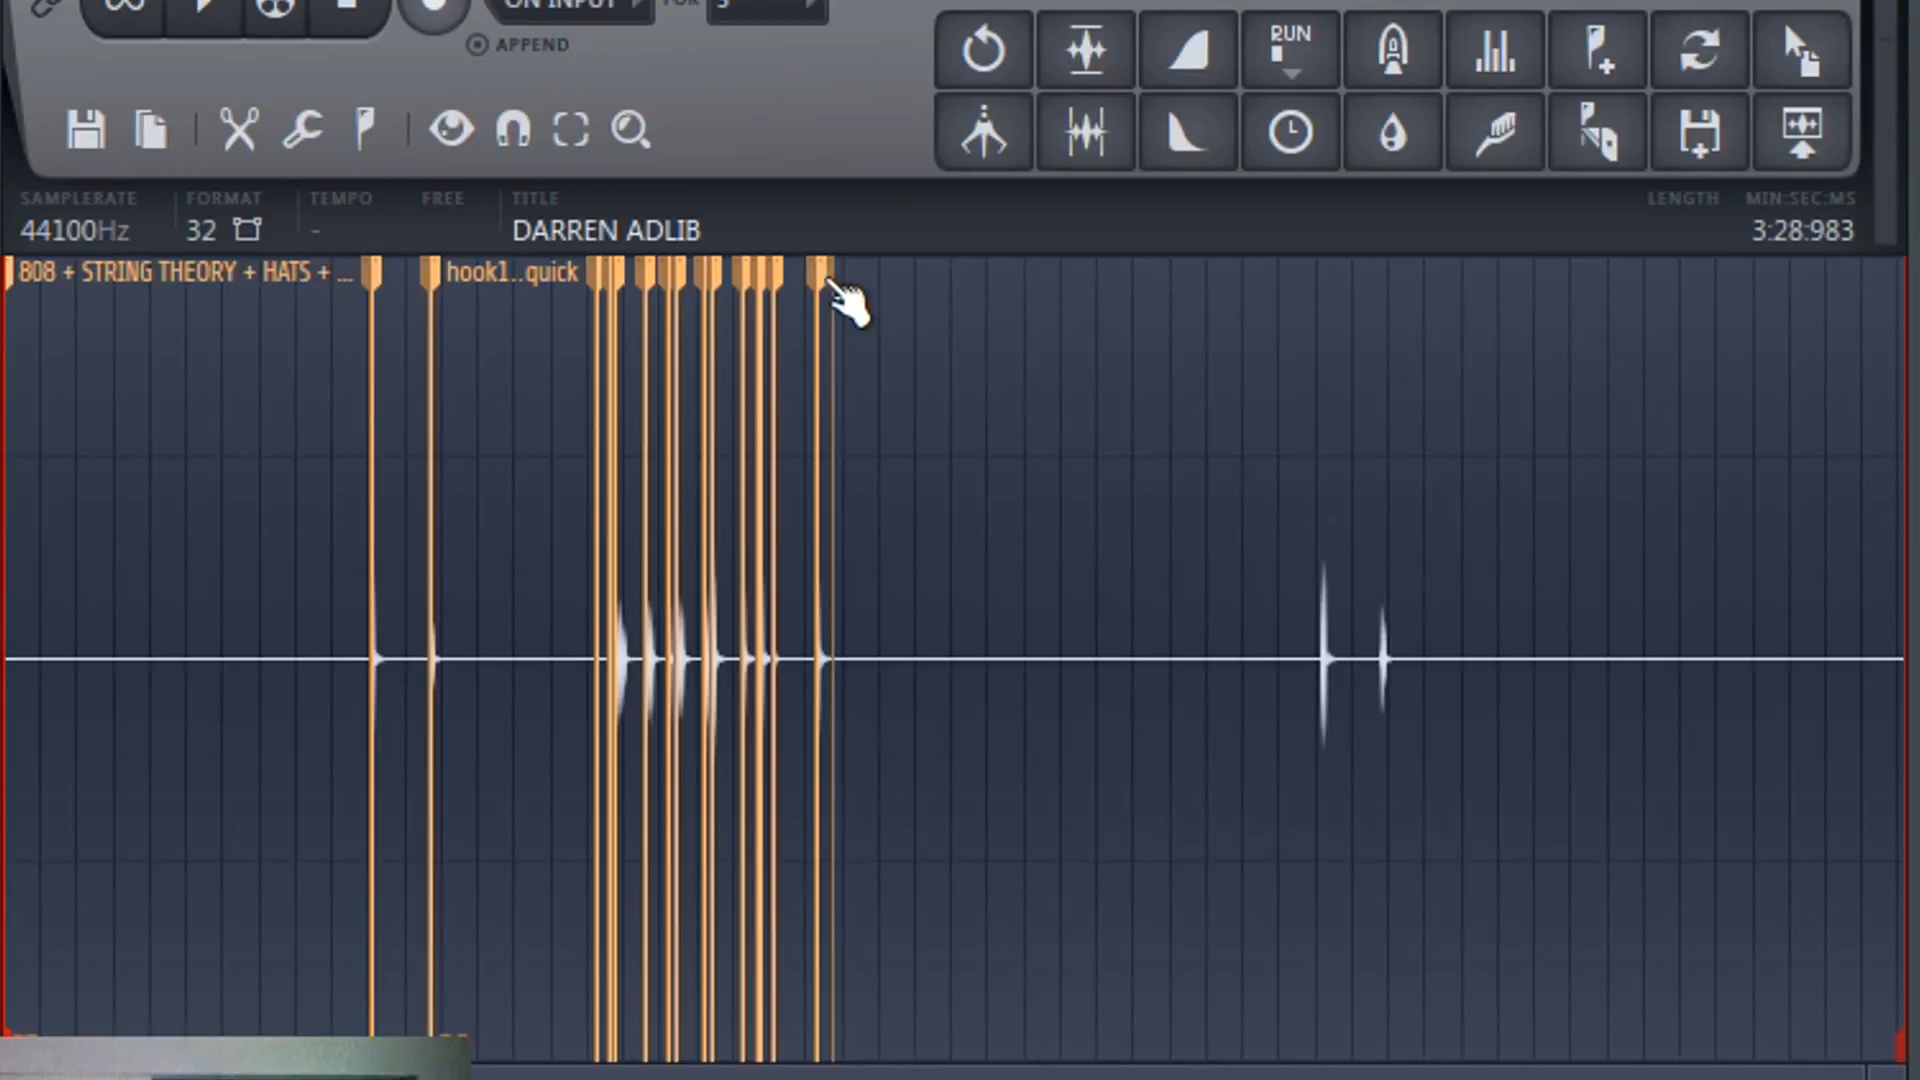 ON INPUT
FOR
APPEND
RUN
SAMPLERATE
FORMAT
TEMPO
FREE
TITLE
LENGTH
MIN:SEC:MS
44100Hz
32
-
DARREN ADLIB
3:28:983
808 + STRING THEORY + HATS + ...
hook1..quick